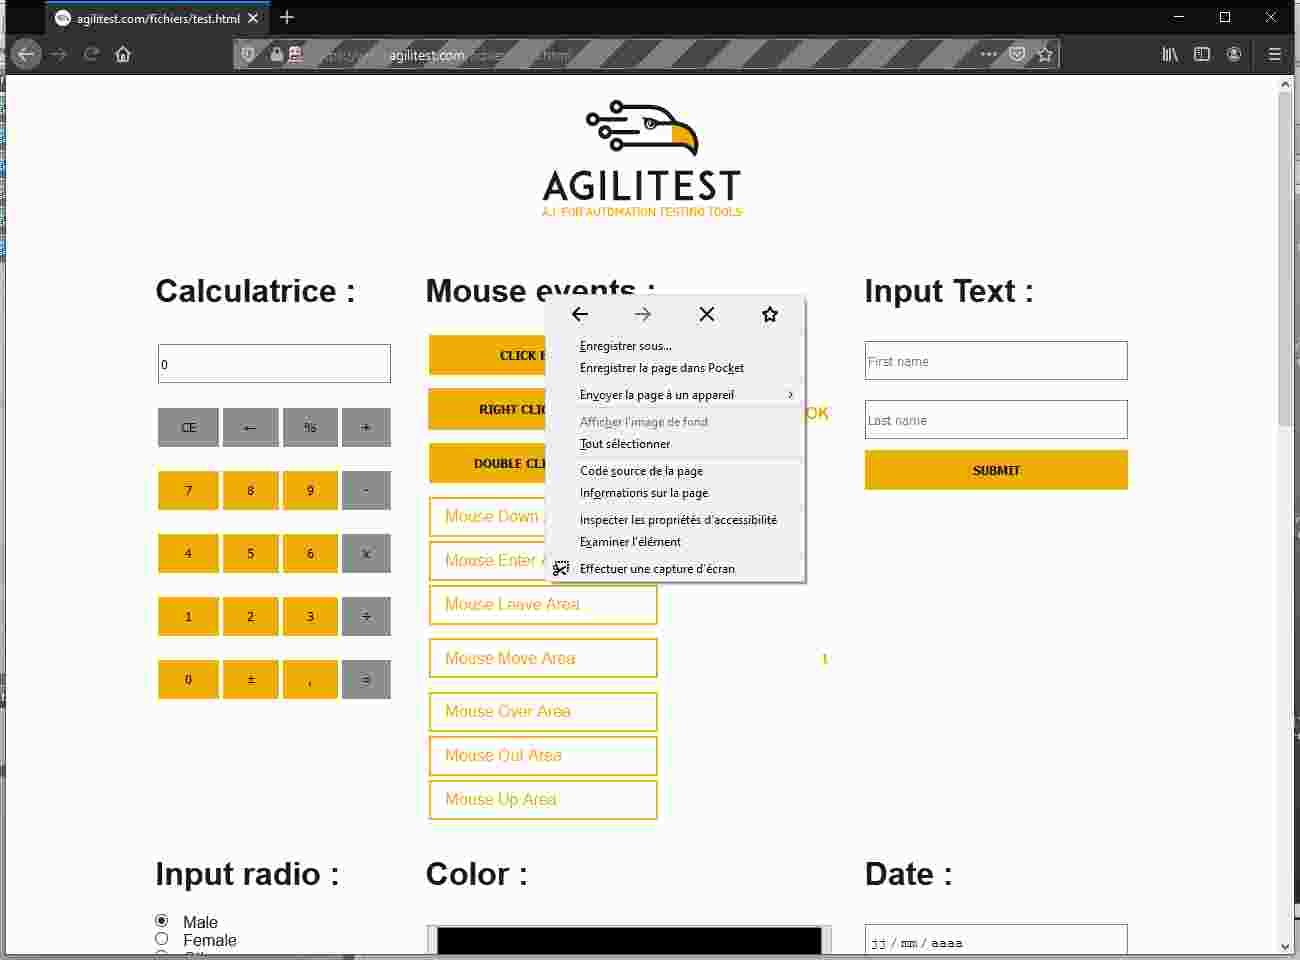 agilitest.com/fichiers/test.html
agilitest.com
AGILITEST
A.I. FOR AUTOMATION TESTING TOOLS
Calculatrice :
0
CE ← % +
7 8 9 -
4 5 6 x
1 2 3 ÷
0 ± , =
Mouse events :
CLICK
RIGHT CLIC
DOUBLE CLI
OK
Mouse Down
Mouse Enter
Mouse Leave Area
Mouse Move Area
Mouse Over Area
Mouse Out Area
Mouse Up Area
Enregistrer sous...
Enregistrer la page dans Pocket
Envoyer la page à un appareil
Afficher l'image de fond
Tout sélectionner
Code source de la page
Informations sur la page
Inspecter les propriétés d'accessibilité
Examiner l'élément
Effectuer une capture d'écran
Input Text :
First name
Last name
SUBMIT
Input radio :
Male
Female
Color :
Date :
jj / mm / aaaa